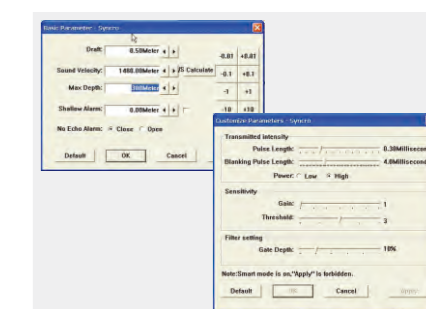 Basic Parameter - Syncro
Draft: 0.50Meter
-0.01 +0.01
Sound Velocity: 1400.00Meter /S Calculate
-0.1 +0.1
Max Depth: 300Meter
-1 +1
Shallow Alarm: 0.00Meter
-10 +10
No Echo Alarm: Close Open
Default OK Cancel
Customize Parameters - Syncro
Transmitted intensity
Pulse Length: 0.30Millisecon
Blanking Pulse Length: 4.0Millisecon
Power: Low High
Sensitivity
Gain: 1
Threshold: 3
Filter setting
Gate Depth: 10%
Note:Smart mode is on,"Apply" is forbidden.
Default OK Cancel Apply